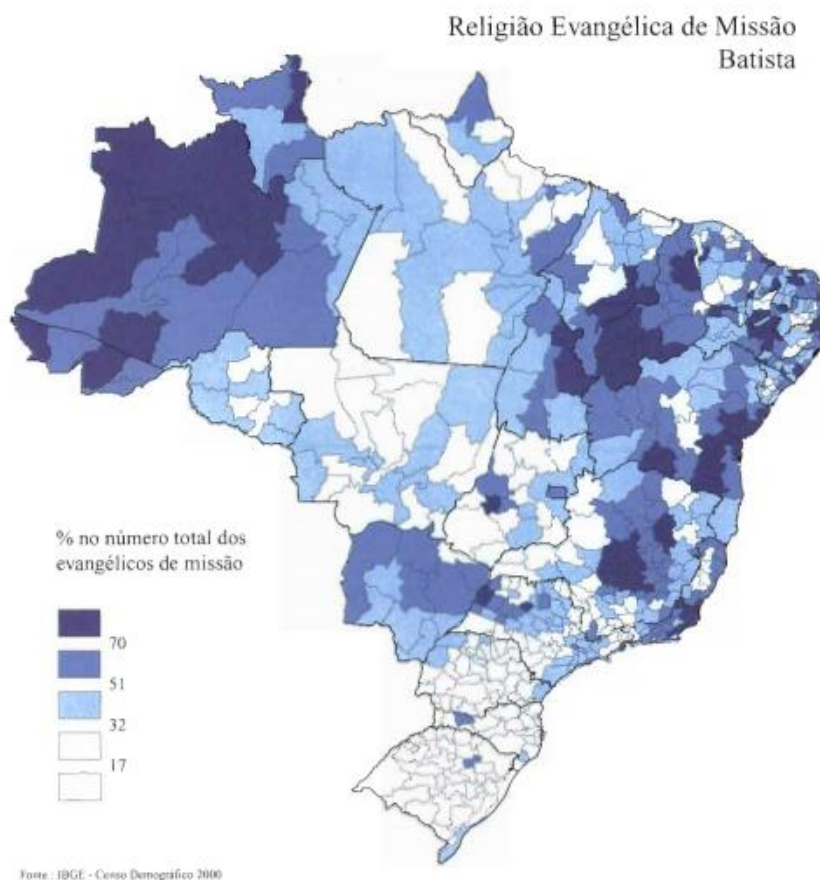 Religião Evangélica de Missão
Batista
% no número total dos
evangélicos de missão
70
51
32
17
Fonte : IBGE - Censo Demográfico 2000